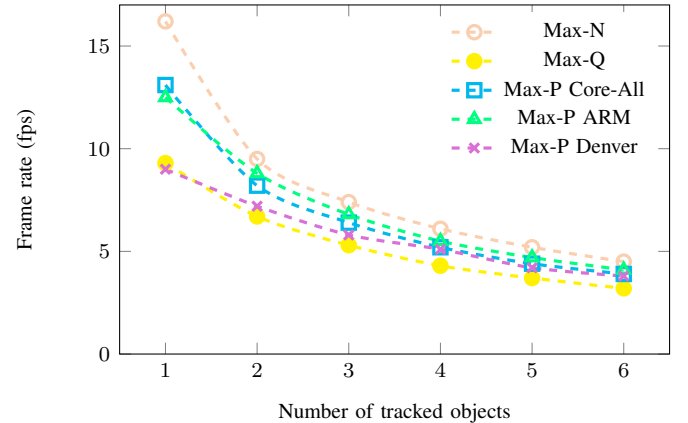 15
10
5
0
Frame rate (fps)
Max-N
Max-Q
Max-P Core-All
Max-P ARM
Max-P Denver
1 2 3 4 5 6
Number of tracked objects